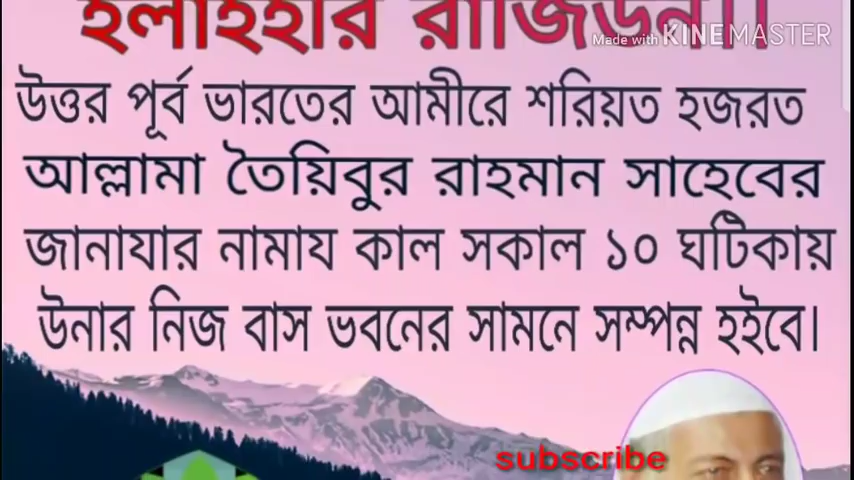 ইলাইহীর রাজিউন।।
Made with KINEMASTER
উত্তর পূর্ব ভারতের আমীরে শরিয়ত হজরত
আল্লামা তৈয়িবুর রাহমান সাহেবের
জানাযার নামায কাল সকাল ১০ ঘটিকায়
উনার নিজ বাস ভবনের সামনে সম্পন্ন হইবে।
subscribe